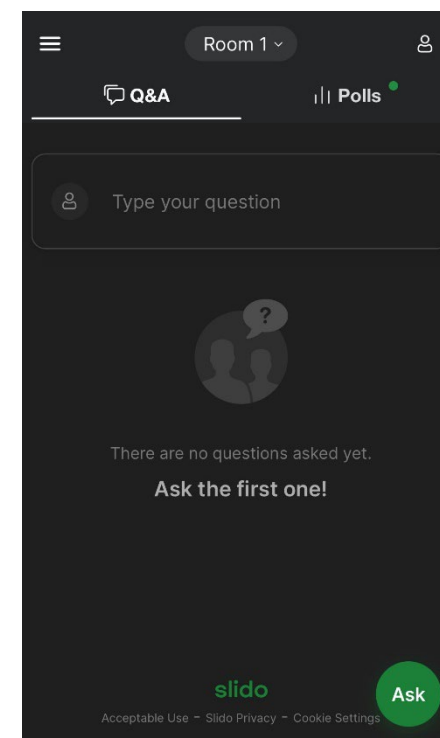 Room 1
Q&A
Polls
Type your question
?
There are no questions asked yet.
Ask the first one!
slido
Ask
Acceptable Use - Slido Privacy - Cookie Settings